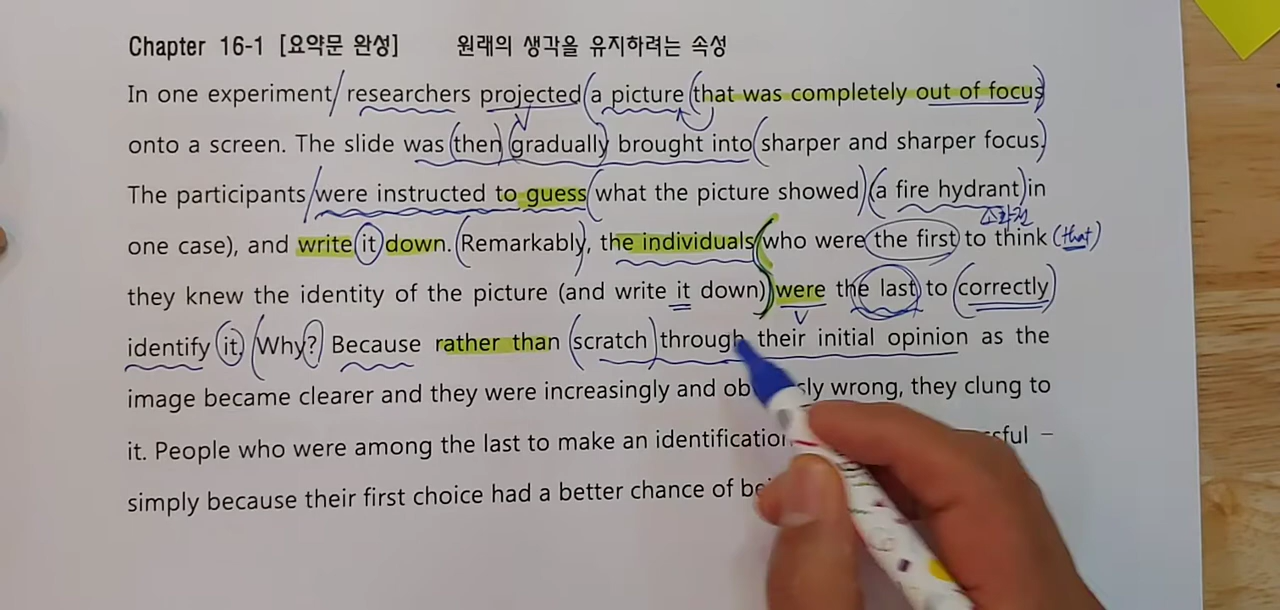 Chapter 16-1 [요약문 완성] 원래의 생각을 유지하려는 속성
In one experiment researchers projected a picture that was completely out of focus
onto a screen. The slide was then gradually brought into sharper and sharper focus.
The participants were instructed to guess what the picture showed (a fire hydrant in
소화전
one case), and write it down. Remarkably, the individuals who were the first to think (that)
they knew the identity of the picture (and write it down) were the last to correctly
identify it. Why? Because rather than scratch through their initial opinion as the
image became clearer and they were increasingly and wrong, they clung to
it. People who were among the last to make an
simply because their first choice had a better chance of